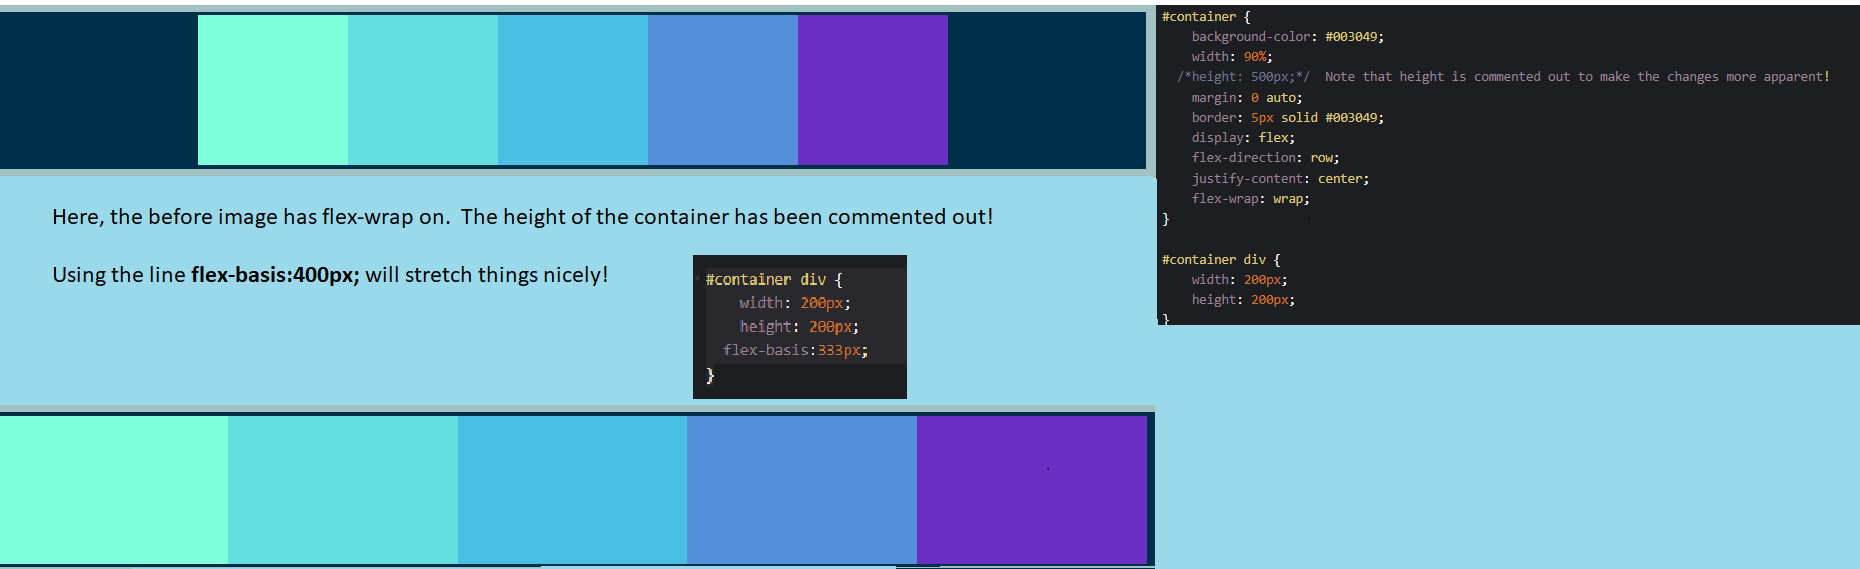 #container {
background-color: #003049;
width: 90%;
/*height: 500px;*/ Note that height is commented out to make the changes more apparent!
margin: 0 auto;
border: 5px solid #003049;
display: flex;
flex-direction: row;
justify-content: center;
flex-wrap: wrap;
}
#container div {
width: 200px;
height: 200px;
}
Here, the before image has flex-wrap on. The height of the container has been commented out!
Using the line flex-basis:400px; will stretch things nicely!
#container div {
width: 200px;
height: 200px;
flex-basis:333px;
}